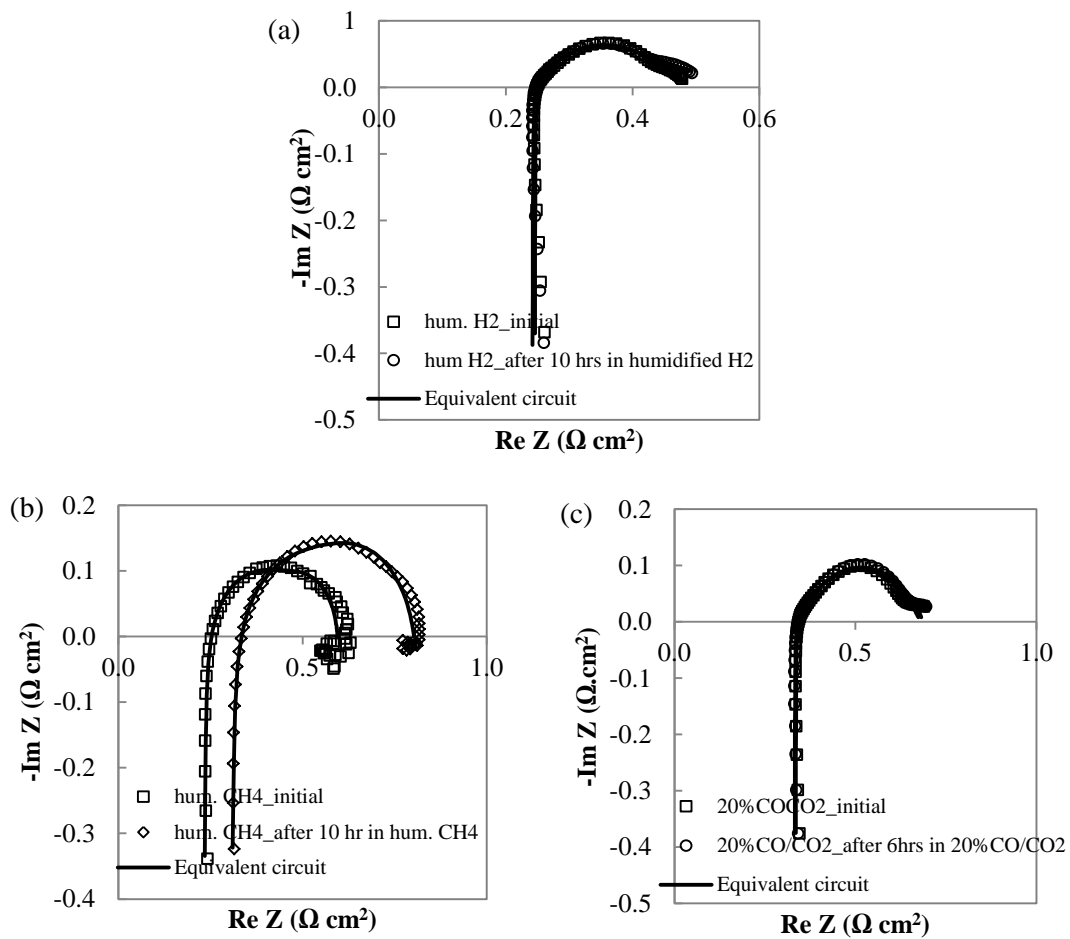 (a)
1
0.0
0.0
0.2
0.4
0.6
-0.1
-0.2
-0.3
-0.4
-0.5
-Im Z (Ω cm²)
hum. H2_initial
hum H2_after 10 hrs in humidified H2
Equivalent circuit
Re Z (Ω cm²)
(b)
0.2
0.1
0.0
0.0
0.5
1.0
-0.1
-0.2
-0.3
-0.4
-Im Z (Ω cm²)
hum. CH4_initial
hum. CH4_after 10 hr in hum. CH4
Equivalent circuit
Re Z (Ω cm²)
(c)
0.2
0.1
0.0
0.0
0.5
1.0
-0.1
-0.2
-0.3
-0.4
-0.5
-Im Z (Ω.cm²)
20%COCO2_initial
20%CO/CO2_after 6hrs in 20%CO/CO2
Equivalent circuit
Re Z (Ω cm²)